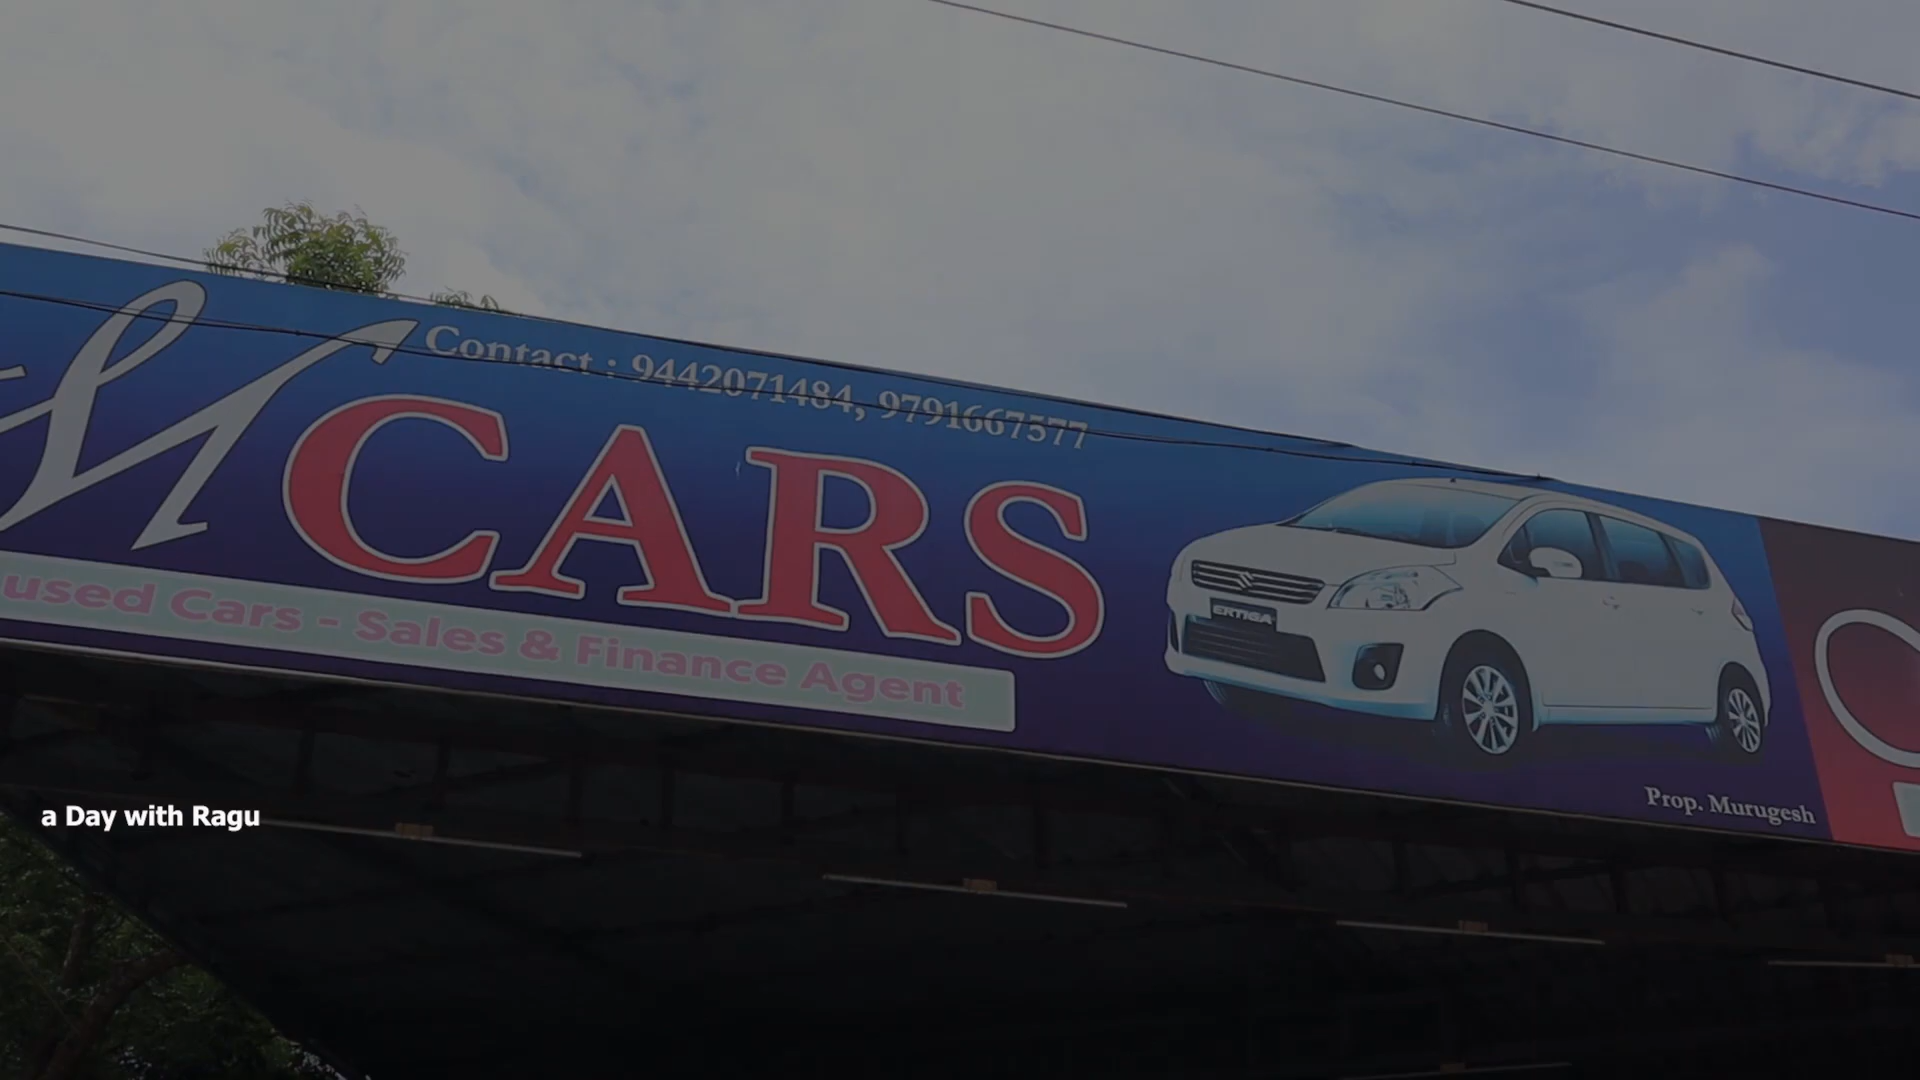 Contact : 9442071484, 9791667577
CARS
used Cars - Sales & Finance Agent
ERTIGA
Prop. Murugesh
a Day with Ragu